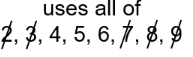 uses all of
2, 3, 4, 5, 6, 7, 8, 9